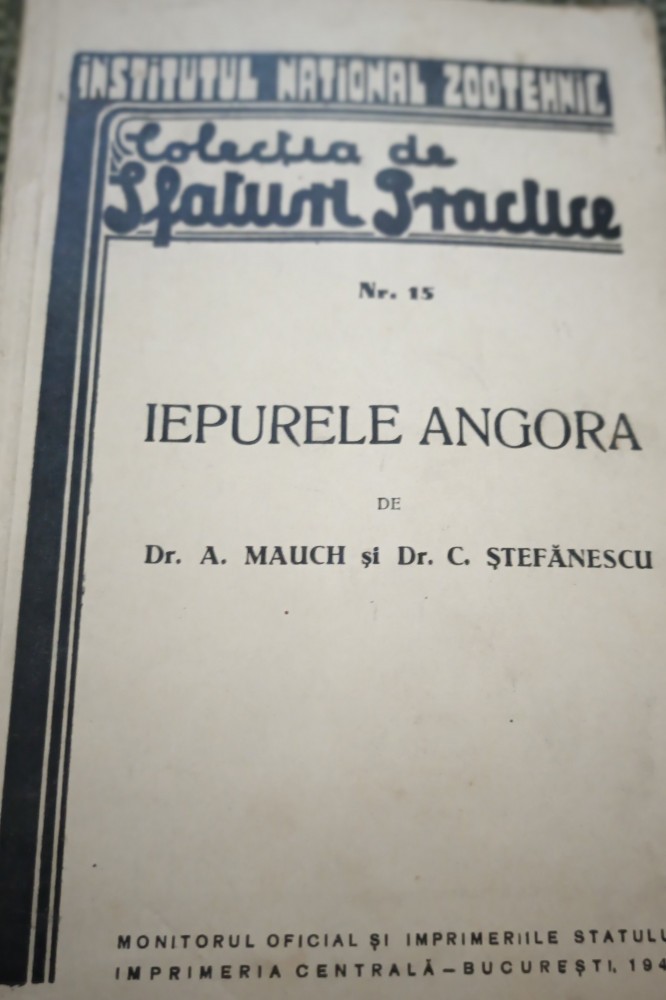 INSTITUTUL NATIONAL ZOOTEHNIC
Colectia de
Sfaturi Practice
Nr. 15
IEPURELE ANGORA
DE
Dr. A. MAUCH și Dr. C. ȘTEFĂNESCU
MONITORUL OFICIAL ȘI IMPRIMERIILE STATULU
IMPRIMERIA CENTRALĂ — BUCUREȘTI, 194